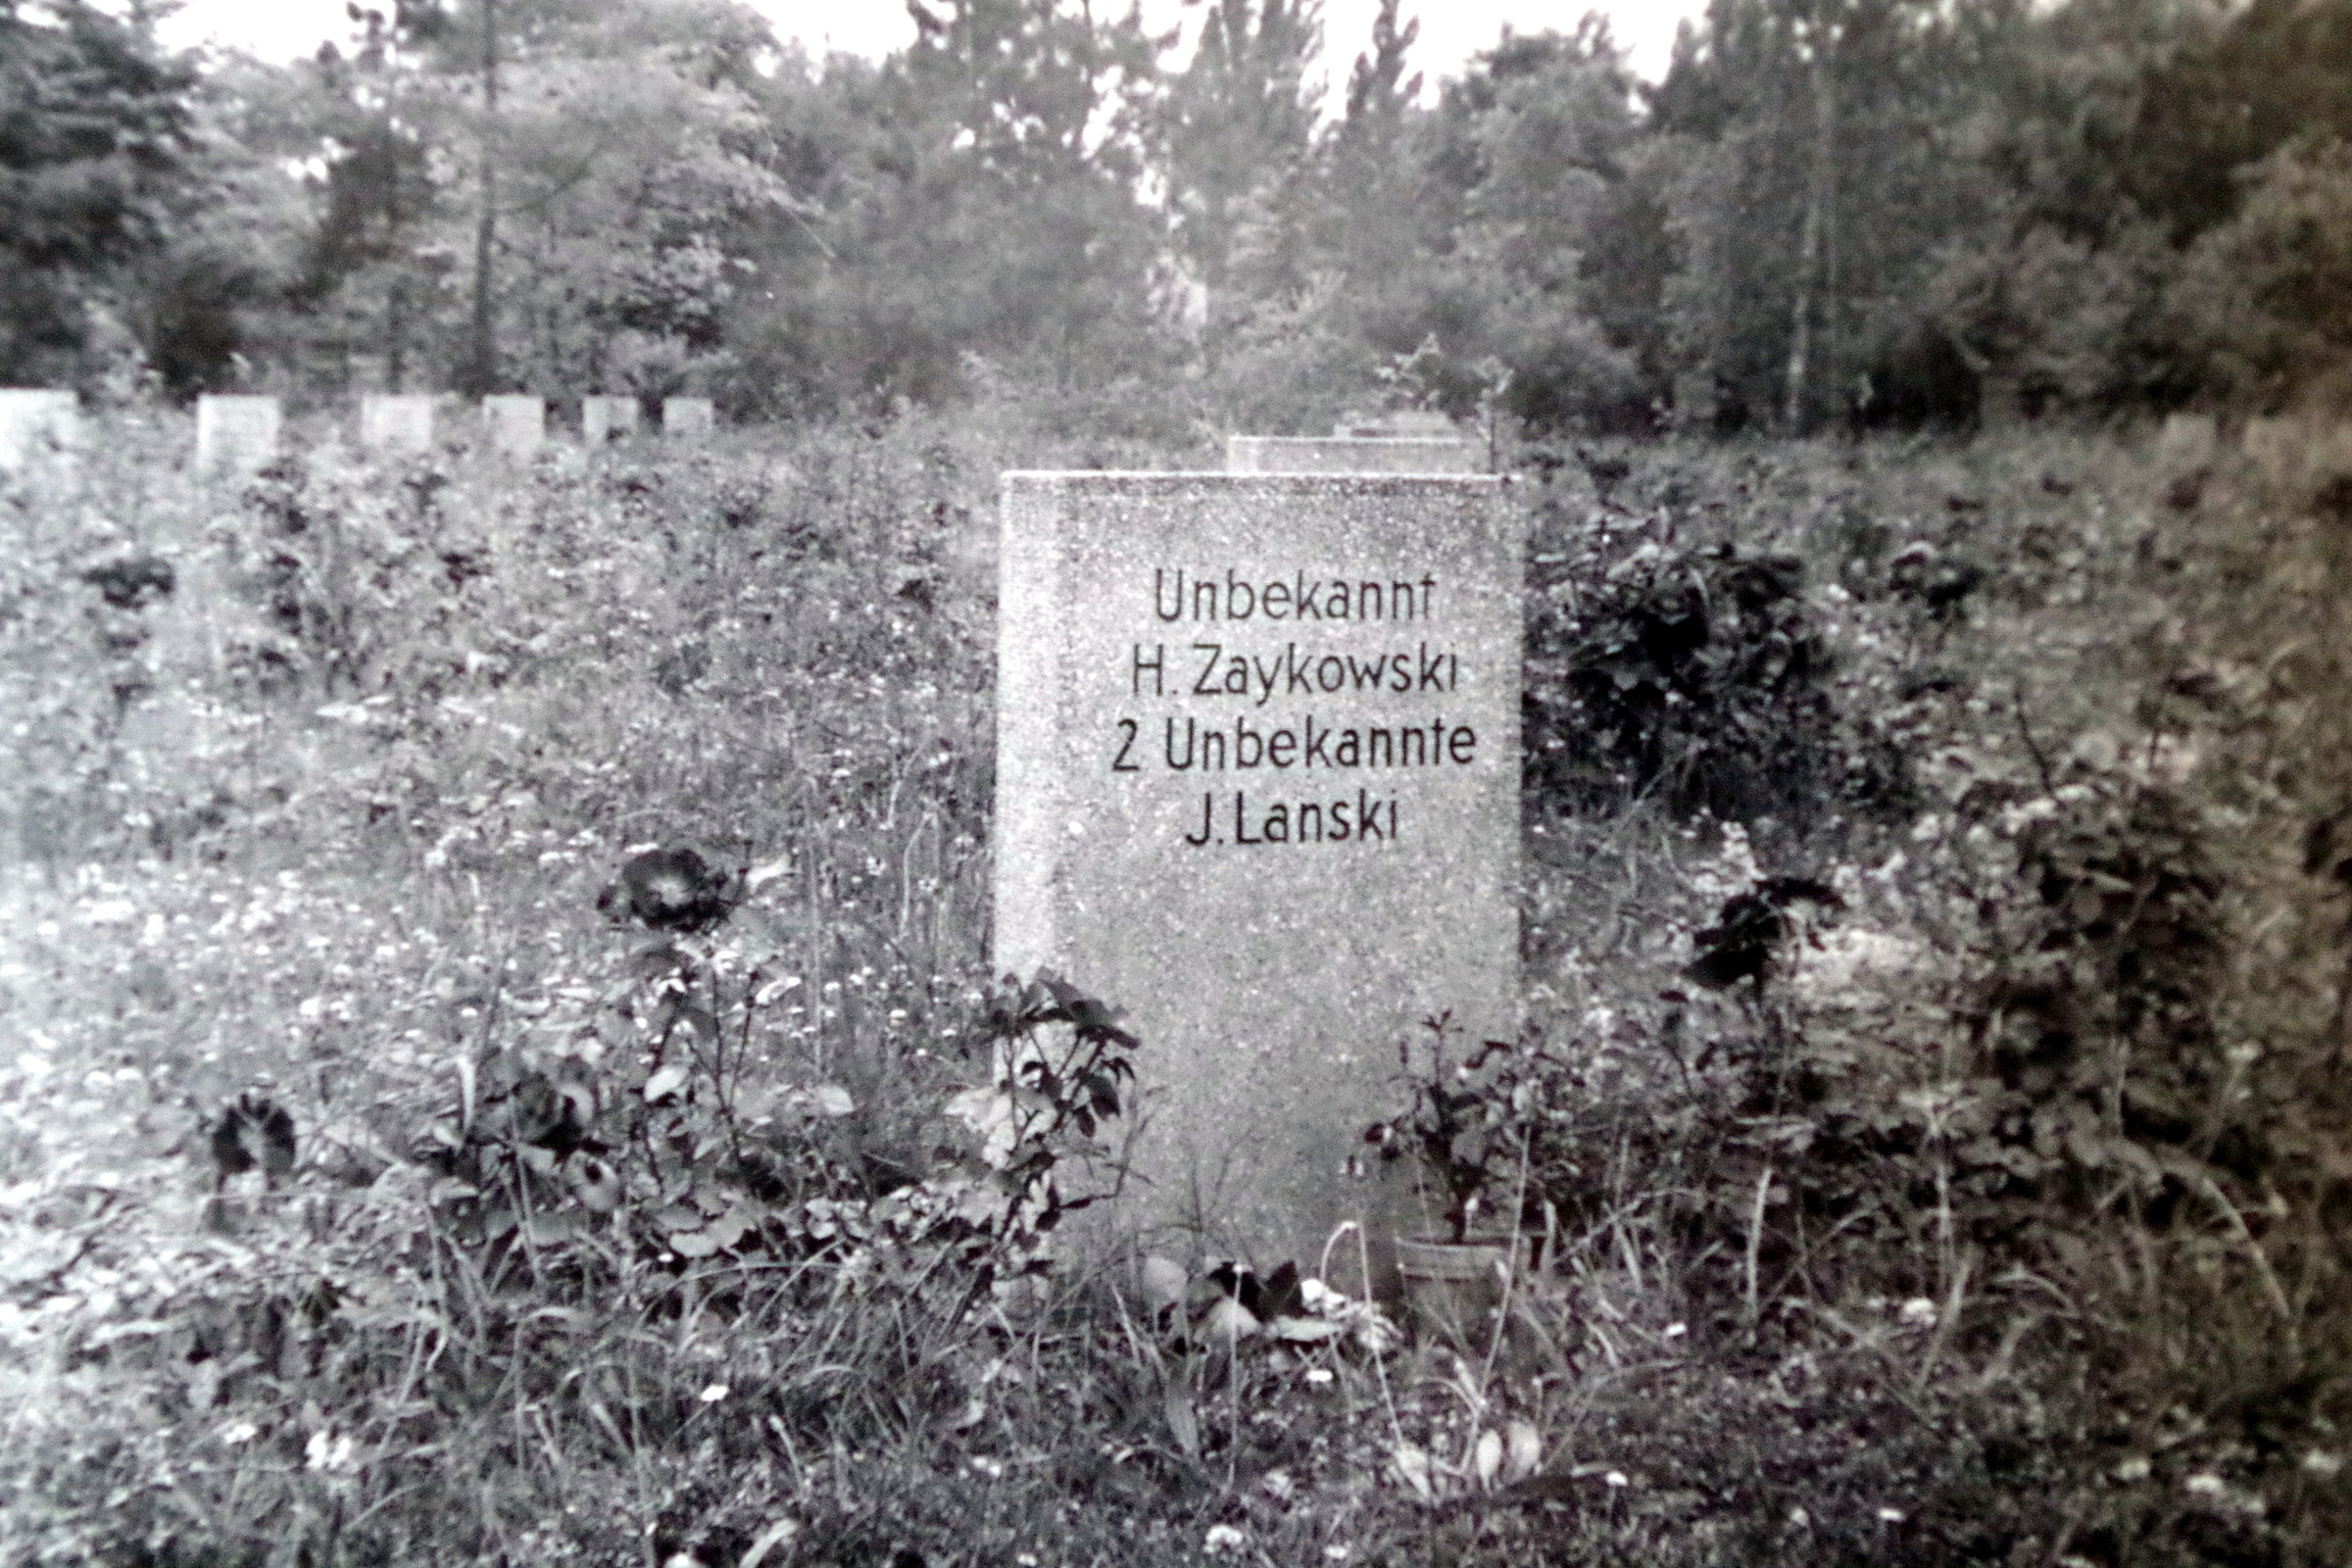 Unbekannt
H. Zaykowski
2 Unbekannte
J. Lanski